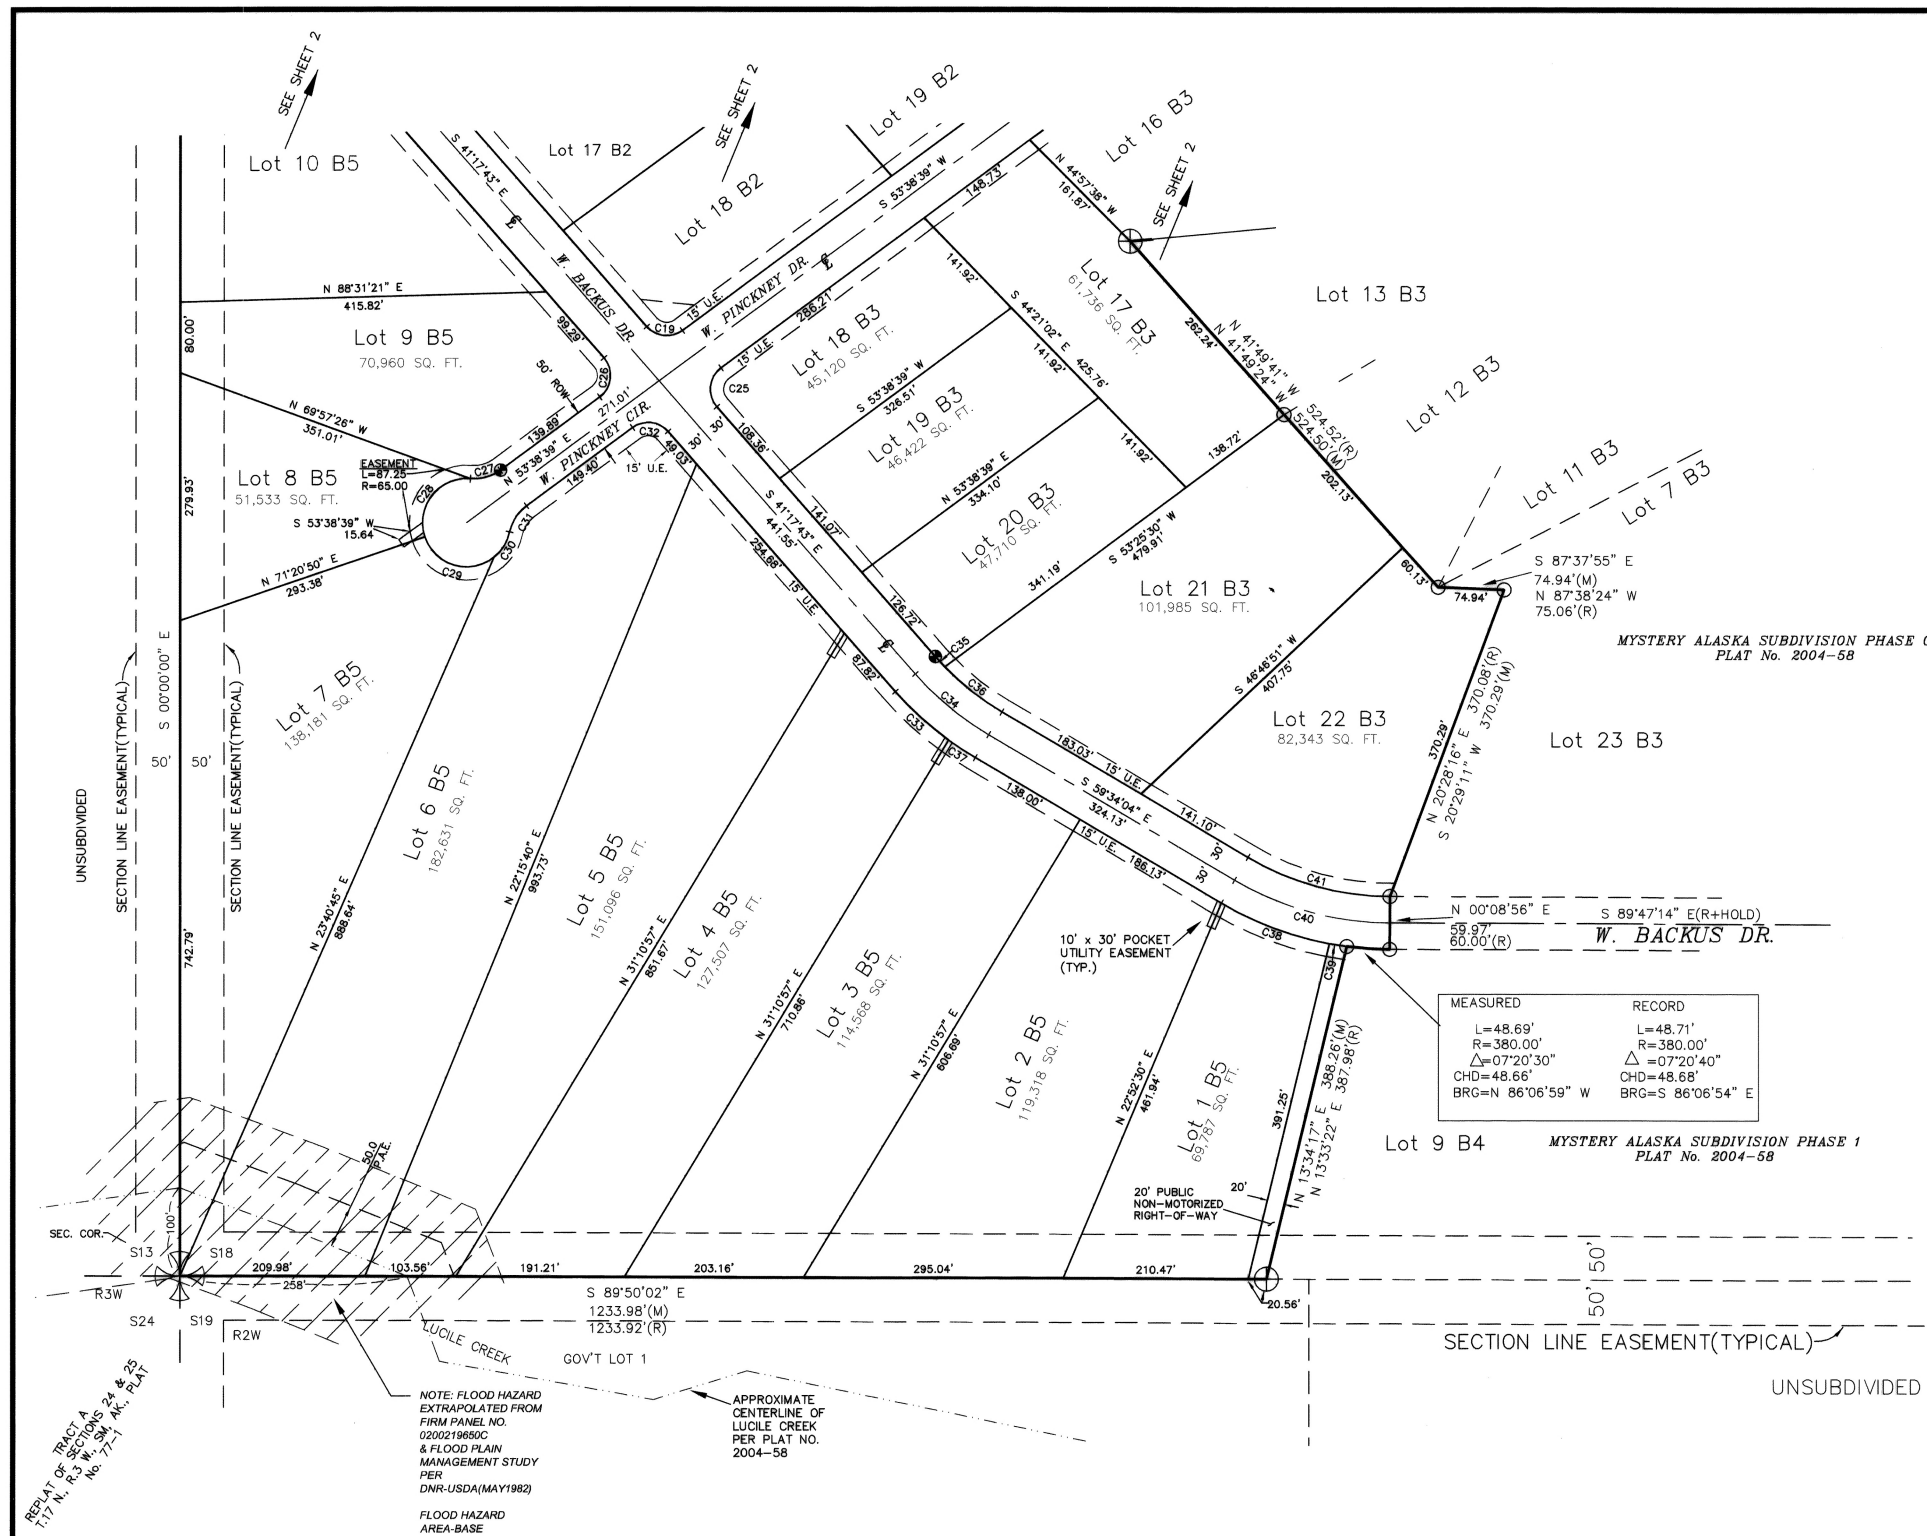 SEE SHEET 2
SEE SHEET 2
SEE SHEET 2
Lot 10 B5
Lot 17 B2
Lot 18 B2
Lot 19 B2
Lot 16 B3
S 41°17'43" E
W. BACKUS DR.
S 53°38'39" W
148.73'
N 44°57'38" W
161.87'
N 88°31'21" E
415.82'
80.00'
Lot 9 B5
70,960 SQ. FT.
99.29'
C26
50' ROW
271.01'
139.89'
C19
15' U.E.
W. PINCKNEY DR.
286.21'
15' U.E.
C25
Lot 18 B3
45,120 SQ. FT.
141.92'
S 44°21'02" E
425.76'
141.92'
141.92'
Lot 17 B3
61,736 SQ. FT.
262.24'
N 41°49'41" W 524.52'(R)
N 41°49'24" W (524.50'(M)
Lot 13 B3
Lot 12 B3
Lot 11 B3
Lot 7 B3
138.72'
202.13'
60.13'
N 69°57'26" W
351.01'
Lot 8 B5
51,533 SQ. FT.
EASEMENT
L=87.25
R=65.00
C27
N 53°38'39" E
W. PINCKNEY CIR.
149.40'
15' U.E.
C32
49.03'
30' 30'
108.36'
S 53°38'39" W
326.51'
Lot 19 B3
46,422 SQ. FT.
N 53°38'39" E
334.10'
Lot 20 B3
47,710 SQ. FT.
S 53°25'30" W
479.91'
341.19'
C28
279.93'
S 53°38'39" W
15.64
C29
C30
C31
N 71°20'50" E
293.38'
254.68'
S 41°17'43" E
441.55'
141.07'
15' U.E.
126.72'
C35
Lot 21 B3
101,985 SQ. FT.
S 46°46'51" W
407.75'
74.94'
S 87°37'55" E
74.94'(M)
N 87°38'24" W
75.06'(R)
MYSTERY ALASKA SUBDIVISION PHASE
PLAT No. 2004-58
S 00°00'00" E
50' 50'
UNSUBDIVIDED
SECTION LINE EASEMENT(TYPICAL)
SECTION LINE EASEMENT(TYPICAL)
Lot 7 B5
138,181 SQ. FT.
87.82'
C33
C34
C36
C37
Lot 22 B3
82,343 SQ. FT.
370.29'
N 20°28'16" E 370.08'(R)
S 20°29'11" W 370.29'(M)
Lot 23 B3
183.03'
15' U.E.
S 59°34'04" E
324.13'
138.00'
15' U.E.
186.13'
141.10'
30'
30'
C41
C40
C38
C39
N 00°08'56" E
59.97'
60.00'(R)
S 89°47'14" E(R+HOLD)
W. BACKUS DR.
Lot 6 B5
182,631 SQ. FT.
N 23°40'45" E
888.64'
N 22°15'40" E
993.73'
Lot 5 B5
151,096 SQ. FT.
N 31°10'57" E
851.67'
Lot 4 B5
127,507 SQ. FT.
N 31°10'57" E
710.86'
Lot 3 B5
114,568 SQ. FT.
N 31°10'57" E
606.69'
Lot 2 B5
119,318 SQ. FT.
N 22°52'30" E
461.94'
Lot 1 B5
69,787 SQ. FT.
10' x 30' POCKET
UTILITY EASEMENT
(TYP.)
742.79'
391.25'
N 13°34'17" E 388.26'(M)
N 13°33'22" E 387.98'(R)
MEASURED RECORD
L=48.69' L=48.71'
R=380.00' R=380.00'
△=07°20'30" △=07°20'40"
CHD=48.66' CHD=48.68'
BRG=N 86°06'59" W BRG=S 86°06'54" E
Lot 9 B4
MYSTERY ALASKA SUBDIVISION PHASE 1
PLAT No. 2004-58
20' PUBLIC
NON-MOTORIZED
RIGHT-OF-WAY
20'
50.0
P.A.E.
100'
SEC. COR.
S13 S18
R3W
S24 S19
R2W
209.98'
258'
103.56'
191.21'
203.16'
295.04'
210.47'
20.56'
S 89°50'02" E
1233.98'(M)
1233.92'(R)
50' 50'
SECTION LINE EASEMENT(TYPICAL)
UNSUBDIVIDED
LUCILE CREEK
GOV'T LOT 1
TRACT A
REPLAT OF SECTIONS 24 & 25
T.17 N., R.3 W., SM, AK., PLAT
No. 77-1
NOTE: FLOOD HAZARD
EXTRAPOLATED FROM
FIRM PANEL NO.
0200219650C
& FLOOD PLAIN
MANAGEMENT STUDY
PER
DNR-USDA(MAY1982)
FLOOD HAZARD
AREA-BASE
APPROXIMATE
CENTERLINE OF
LUCILE CREEK
PER PLAT NO.
2004-58